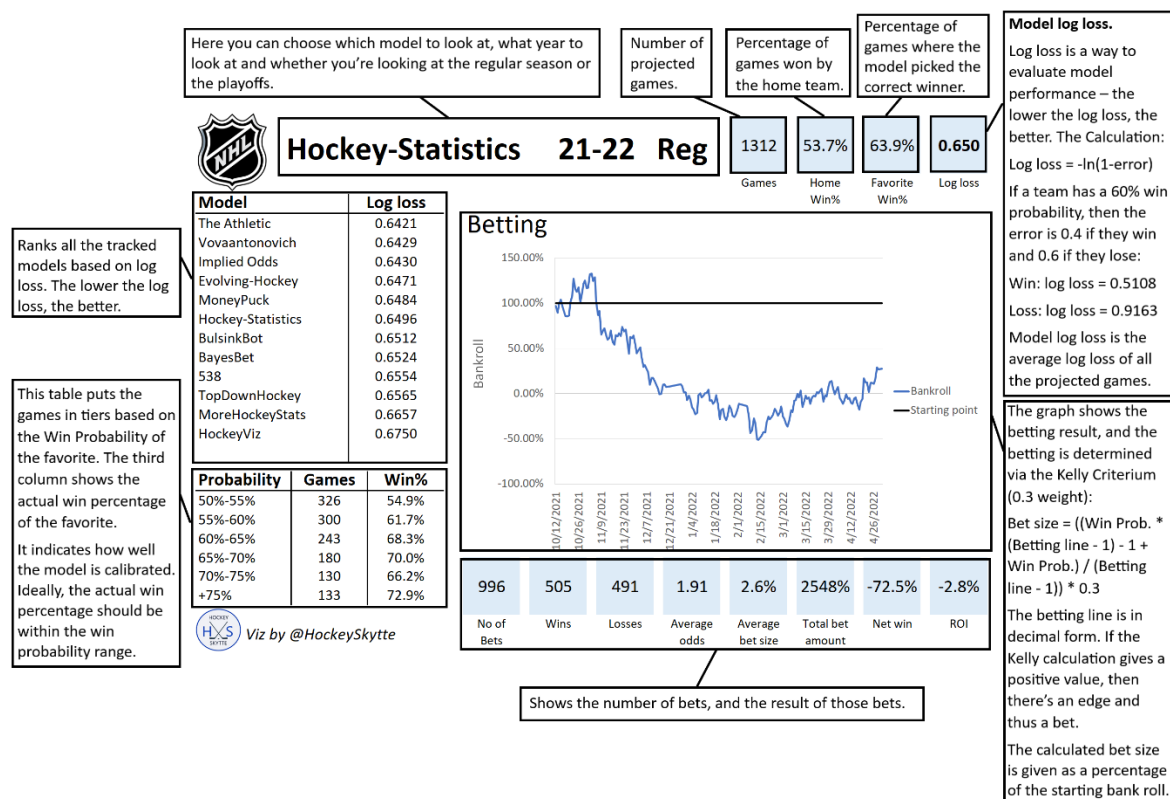 Here you can choose which model to look at, what year to
look at and whether you're looking at the regular season or
the playoffs.
Number of
projected
games.
Percentage of
games won by
the home team.
Percentage of
games where the
model picked the
correct winner.
Model log loss.
Log loss is a way to
evaluate model
performance – the
lower the log loss, the
better. The Calculation:
Log loss = -ln(1-error)
If a team has a 60% win
probability, then the
error is 0.4 if they win
and 0.6 if they lose:
Win: log loss = 0.5108
Loss: log loss = 0.9163
Model log loss is the
average log loss of all
the projected games.
NHL
Hockey-Statistics 21-22 Reg
1312 53.7% 63.9% 0.650
Games Home Win% Favorite Win% Log loss
Ranks all the tracked
models based on log
loss. The lower the log
loss, the better.
Model Log loss
The Athletic 0.6421
Vovaantonovich 0.6429
Implied Odds 0.6430
Evolving-Hockey 0.6471
MoneyPuck 0.6484
Hockey-Statistics 0.6496
BulsinkBot 0.6512
BayesBet 0.6524
538 0.6554
TopDownHockey 0.6565
MoreHockeyStats 0.6657
HockeyViz 0.6750
Betting
150.00%
100.00%
50.00%
0.00%
-50.00%
-100.00%
Bankroll
10/12/2021
10/26/2021
11/9/2021
11/23/2021
12/7/2021
12/21/2021
1/4/2022
1/18/2022
2/1/2022
2/15/2022
3/1/2022
3/15/2022
3/29/2022
4/12/2022
4/26/2022
Bankroll
Starting point
This table puts the
games in tiers based on
the Win Probability of
the favorite. The third
column shows the
actual win percentage
of the favorite.
It indicates how well
the model is calibrated.
Ideally, the actual win
percentage should be
within the win
probability range.
Probability Games Win%
50%-55% 326 54.9%
55%-60% 300 61.7%
60%-65% 243 68.3%
65%-70% 180 70.0%
70%-75% 130 66.2%
+75% 133 72.9%
HOCKEY
H S
SKYTTE
Viz by @HockeySkytte
996 505 491 1.91 2.6% 2548% -72.5% -2.8%
No of Bets Wins Losses Average odds Average bet size Total bet amount Net win ROI
Shows the number of bets, and the result of those bets.
The graph shows the
betting result, and the
betting is determined
via the Kelly Criterium
(0.3 weight):
Bet size = ((Win Prob. *
(Betting line - 1) - 1 +
Win Prob.) / (Betting
line - 1)) * 0.3
The betting line is in
decimal form. If the
Kelly calculation gives a
positive value, then
there's an edge and
thus a bet.
The calculated bet size
is given as a percentage
of the starting bank roll.